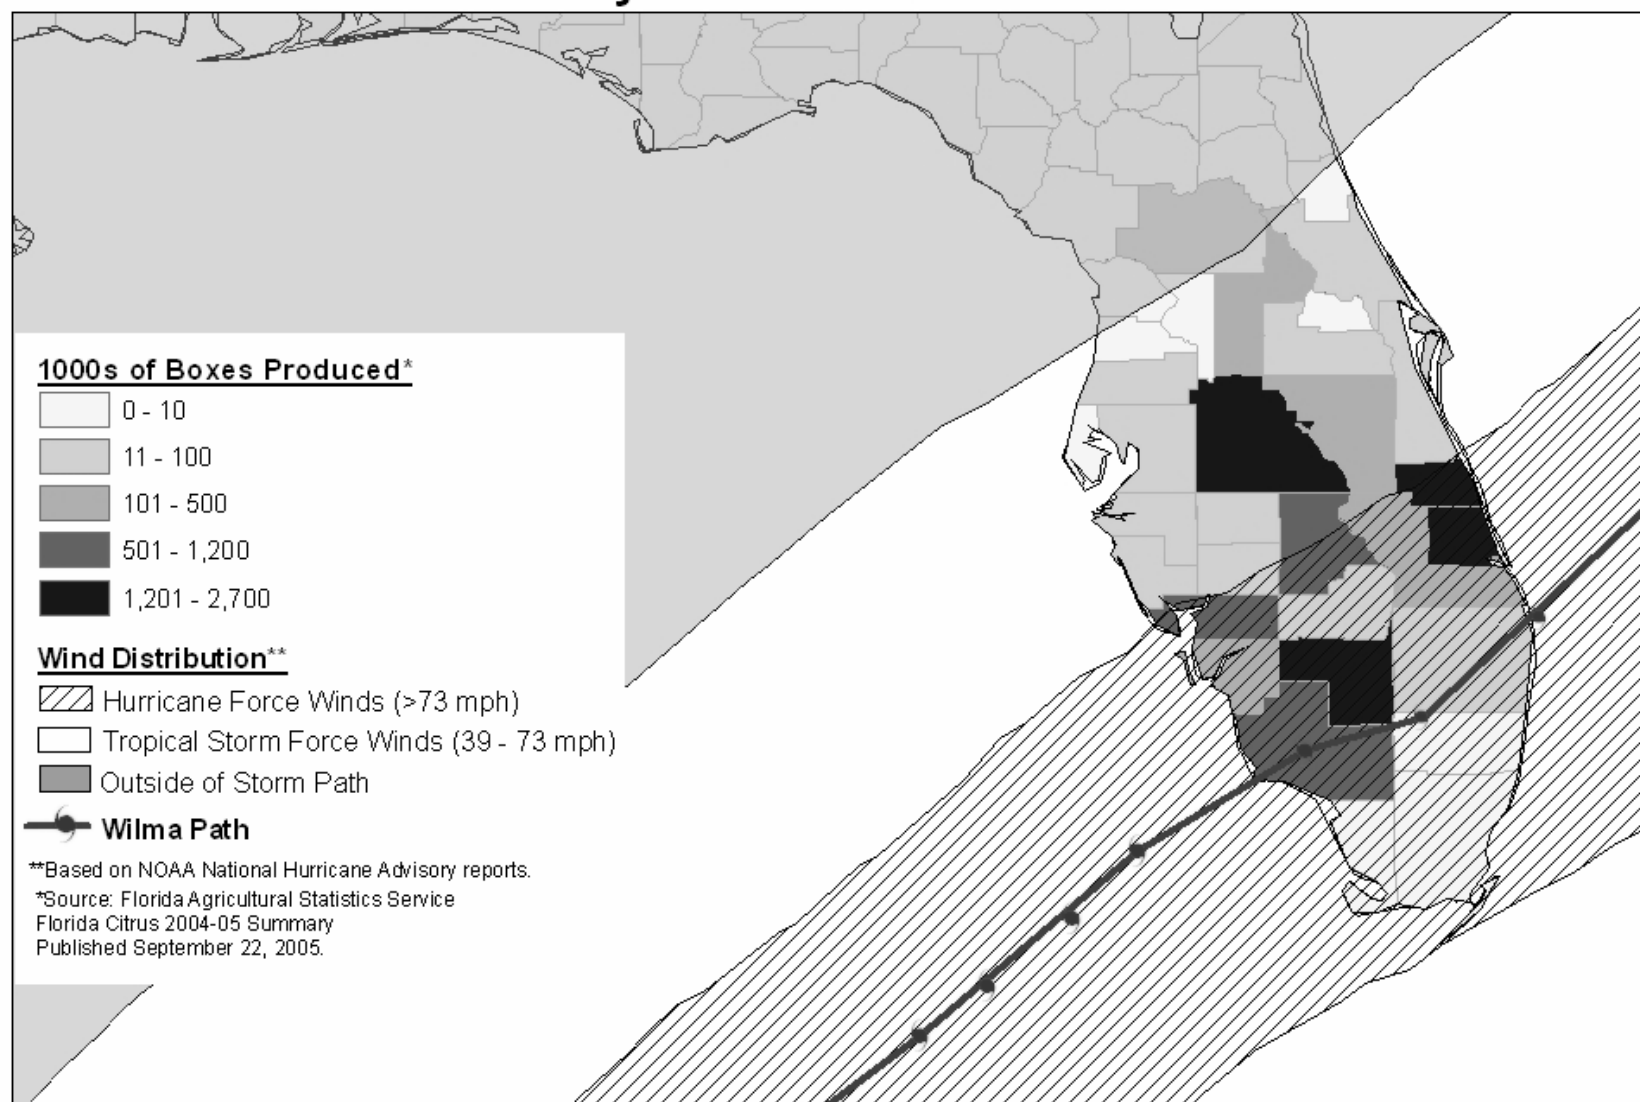 1000s of Boxes Produced*
0 - 10
11 - 100
101 - 500
501 - 1,200
1,201 - 2,700
Wind Distribution**
Hurricane Force Winds (>73 mph)
Tropical Storm Force Winds (39 - 73 mph)
Outside of Storm Path
Wilma Path
**Based on NOAA National Hurricane Advisory reports.
*Source: Florida Agricultural Statistics Service
Florida Citrus 2004-05 Summary
Published September 22, 2005.